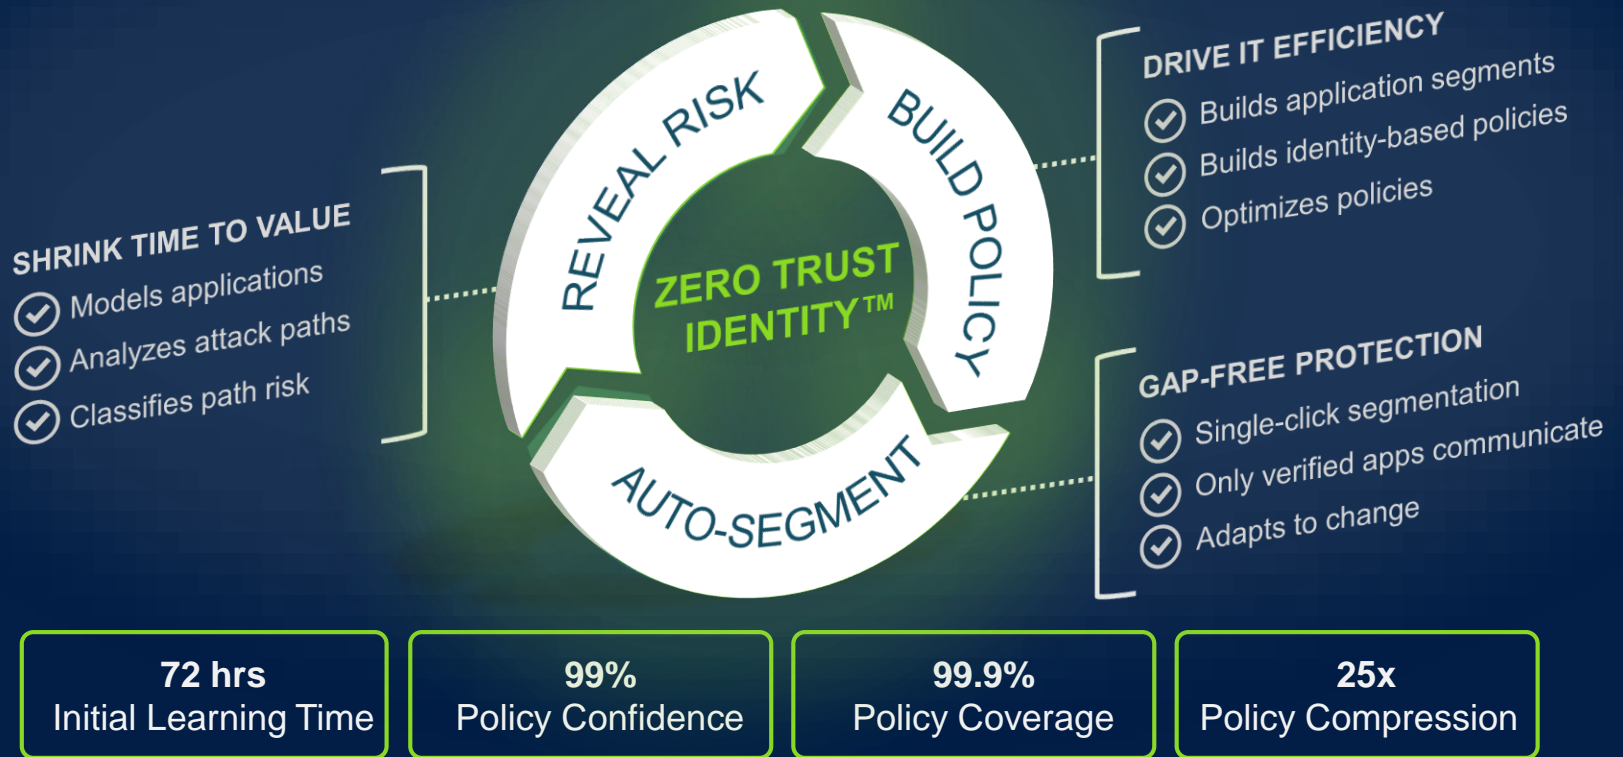 REVEAL RISK
BUILD POLICY
AUTO-SEGMENT
ZERO TRUST
IDENTITY™
SHRINK TIME TO VALUE
Models applications
Analyzes attack paths
Classifies path risk
DRIVE IT EFFICIENCY
Builds application segments
Builds identity-based policies
Optimizes policies
GAP-FREE PROTECTION
Single-click segmentation
Only verified apps communicate
Adapts to change
72 hrs
Initial Learning Time
99%
Policy Confidence
99.9%
Policy Coverage
25x
Policy Compression